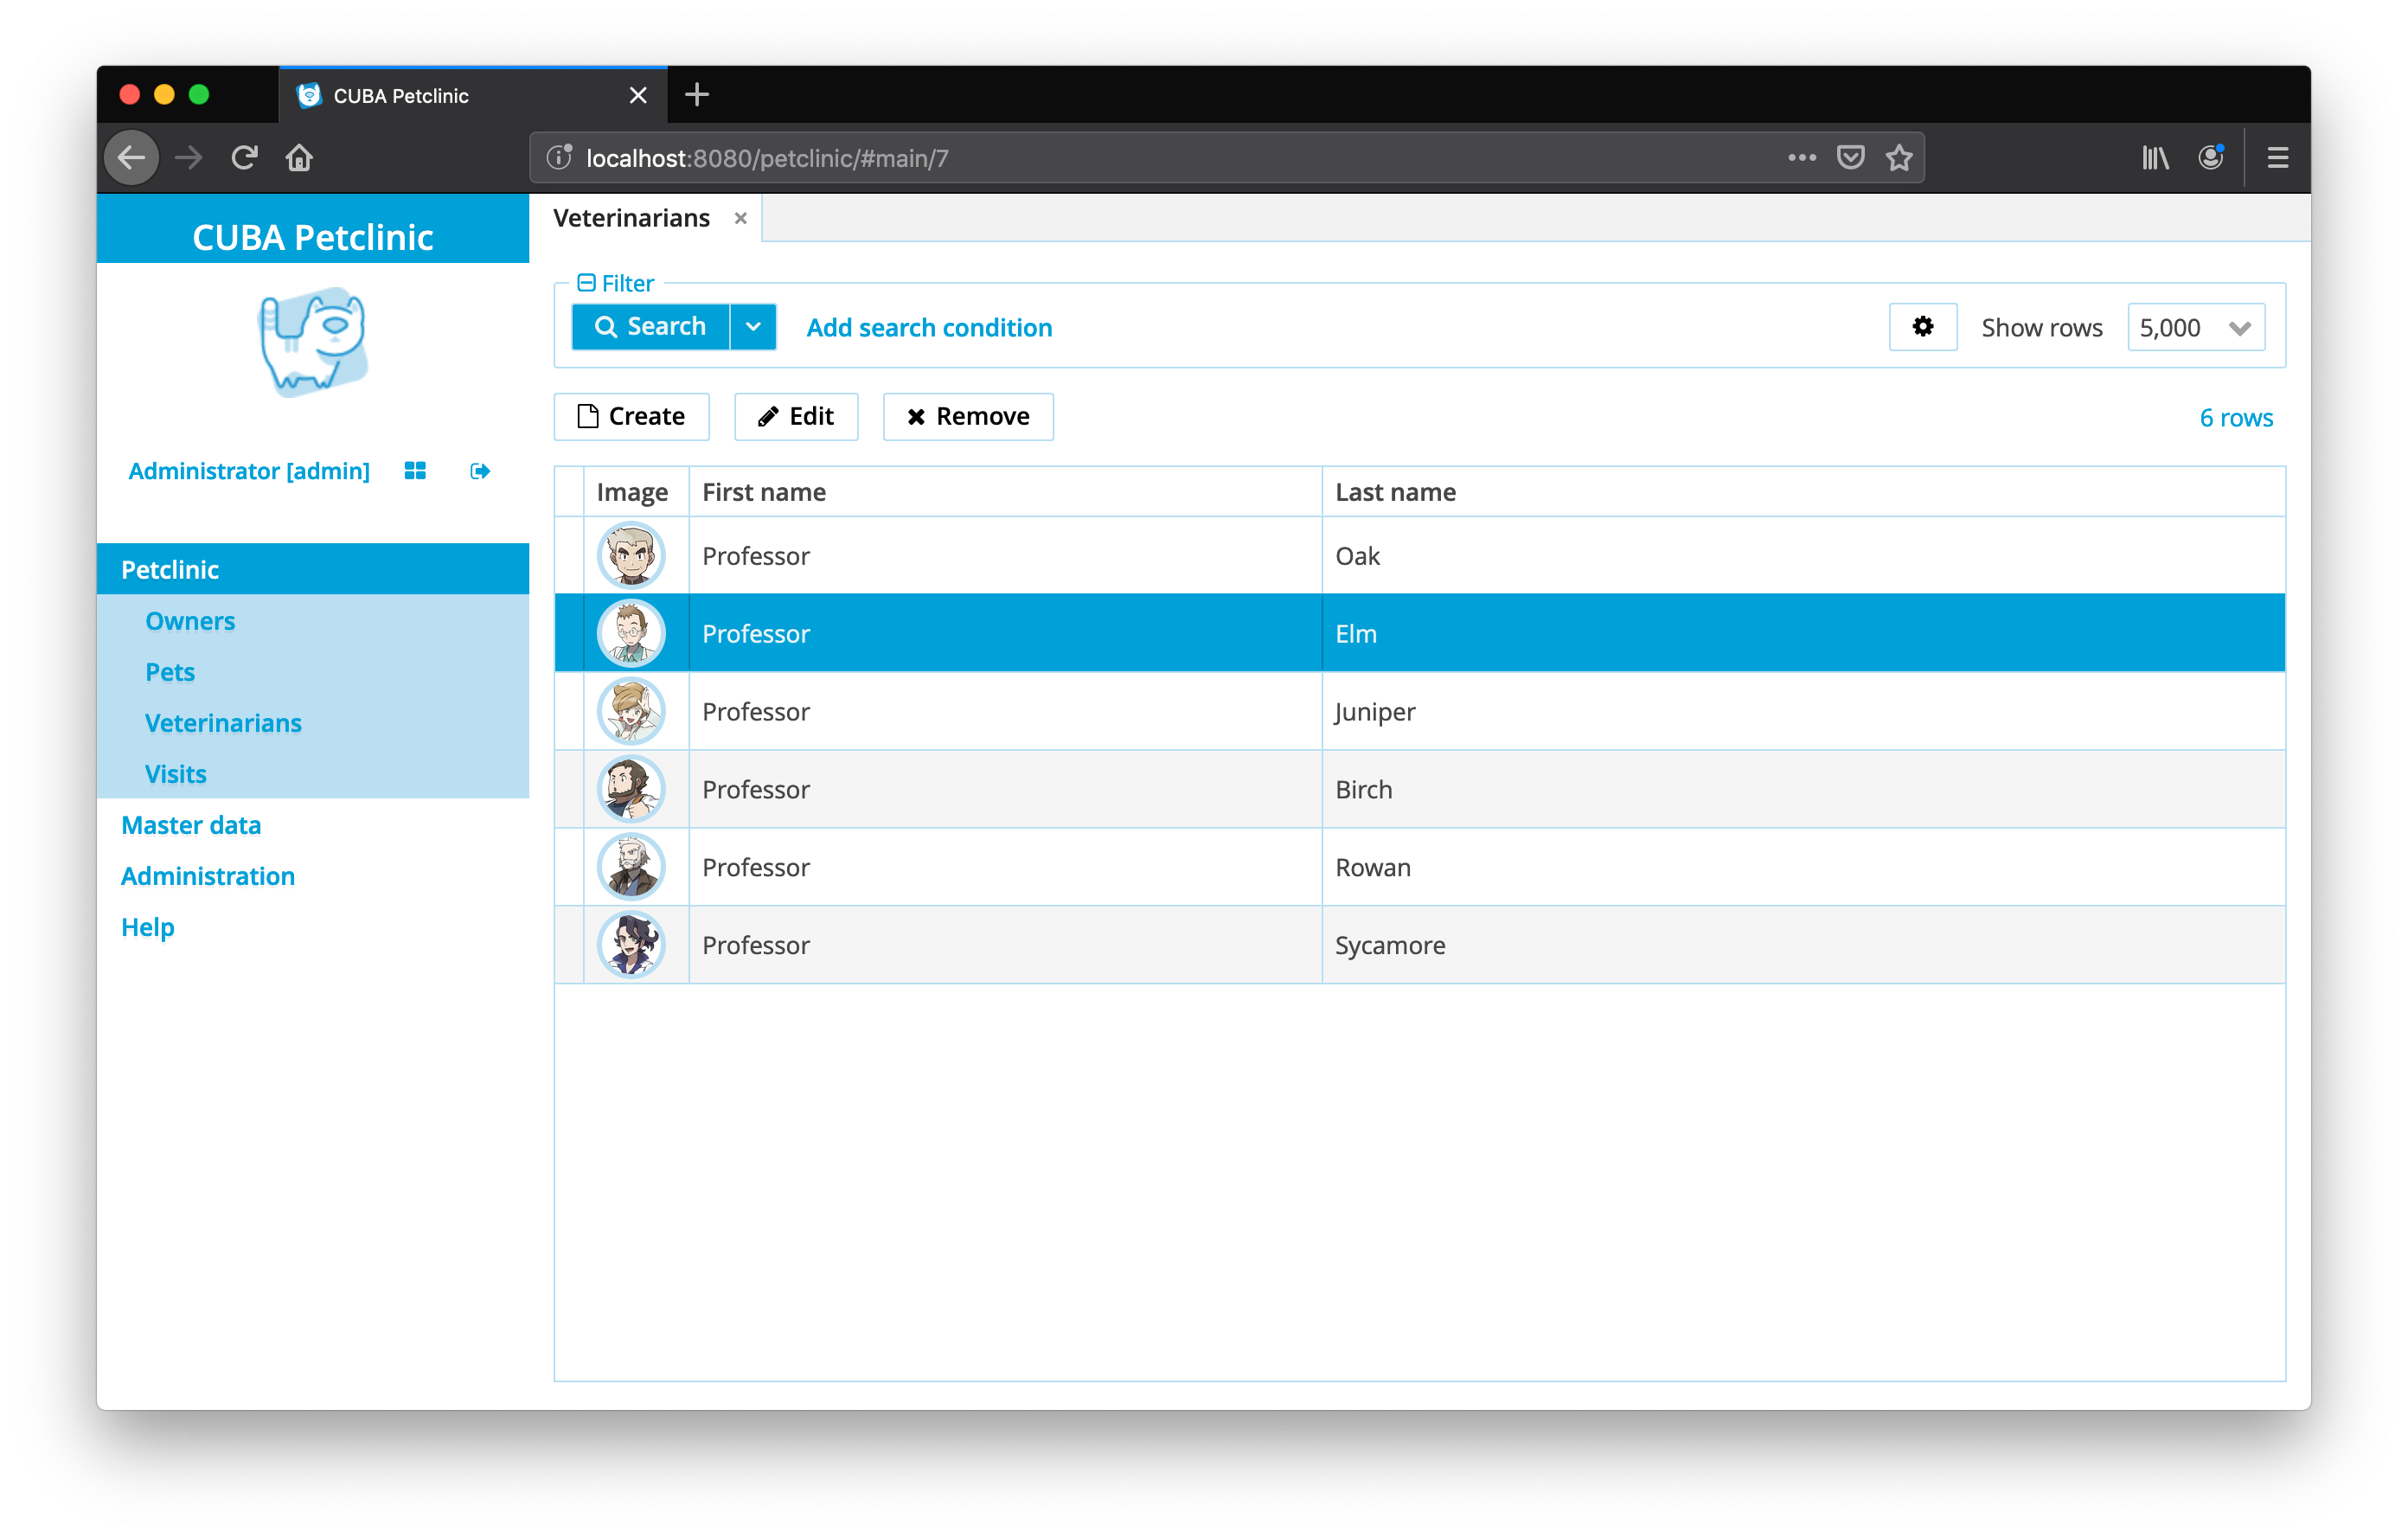 CUBA Petclinic
localhost:8080/petclinic/#main/7
CUBA Petclinic
Administrator [admin]
Petclinic
Owners
Pets
Veterinarians
Visits
Master data
Administration
Help
Veterinarians
Filter
Search Add search condition Show rows 5,000
Create Edit Remove 6 rows
Image First name Last name
Professor Oak
Professor Elm
Professor Juniper
Professor Birch
Professor Rowan
Professor Sycamore